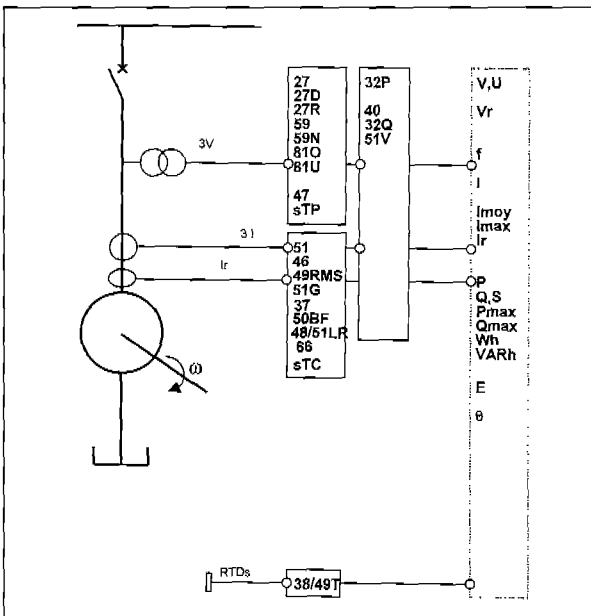 3V
3 I
Ir
ω
RTDs
27
27D
27R
59
59N
81O
81U
47
sTP
51
46
49RMS
51G
37
50BF
48/51LR
66
sTC
32P
40
32Q
51V
38/49T
V,U
Vr
f
I
Imoy
Imax
Ir
P
Q,S
Pmax
Qmax
Wh
VARh
E
θ